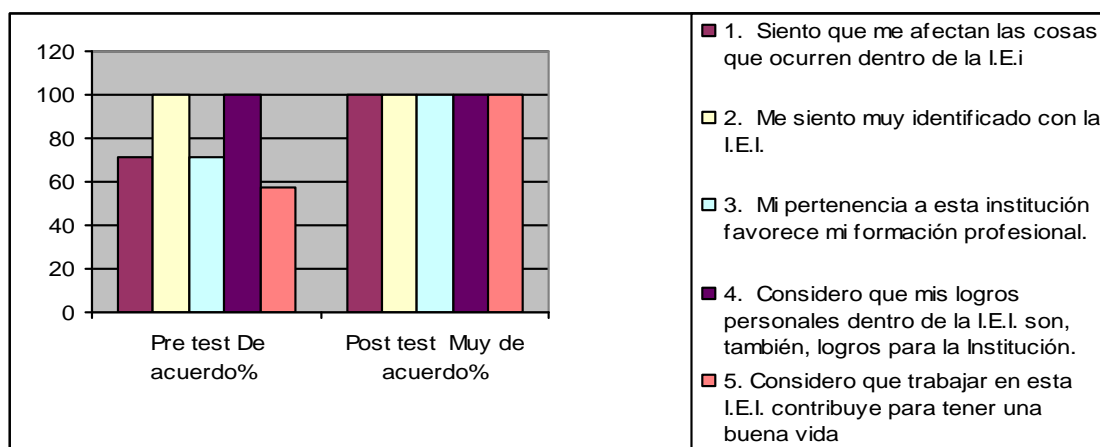 120
100
80
60
40
20
0
Pre test De
acuerdo%
Post test Muy de
acuerdo%
1. Siento que me afectan las cosas
que ocurren dentro de la I.E.i
2. Me siento muy identificado con la
I.E.I.
3. Mi pertenencia a esta institución
favorece mi formación profesional.
4. Considero que mis logros
personales dentro de la I.E.I. son,
también, logros para la Institución.
5. Considero que trabajar en esta
I.E.I. contribuye para tener una
buena vida